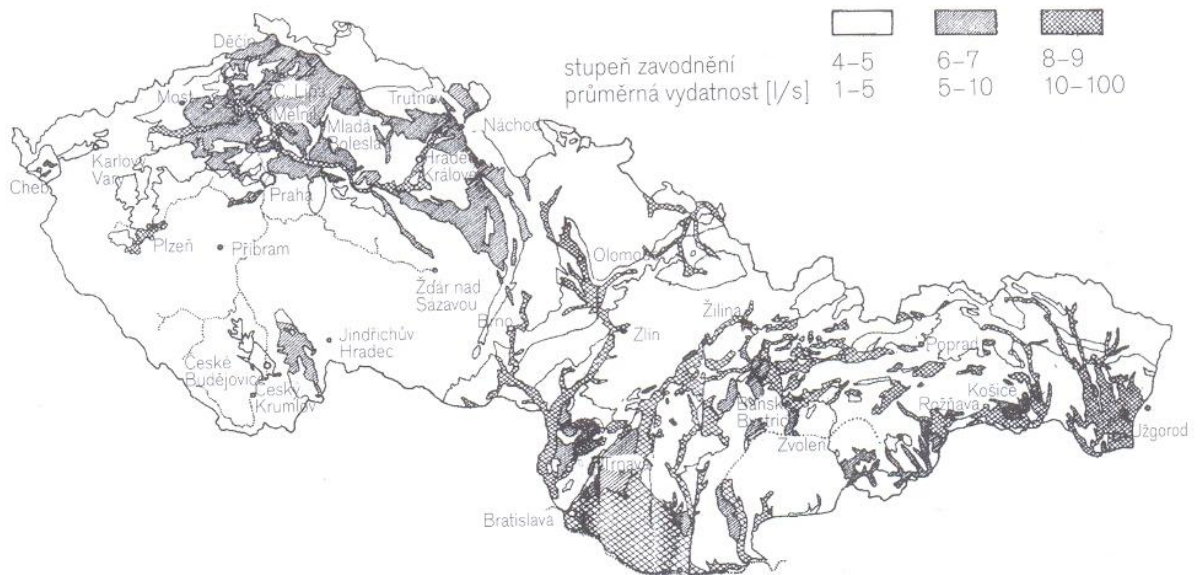 stupeň zavodnění 4–5 6–7 8–9
průměrná vydatnost [l/s] 1–5 5–10 10–100
Děčín
Most
Č. Lípa
Trutnov
Mělník
Mladá
Boleslav
Náchod
Karlovy
Vary
Hradec
Králové
Cheb
Praha
Plzeň
Příbram
Olomouc
Žďár nad
Sázavou
Brno
Zlín
Žilina
Jindřichův
Hradec
České
Budějovice
Český
Krumlov
Poprad
Košice
Rožňava
Banská
Bystrica
Užgorod
Zvolen
Trnava
Bratislava